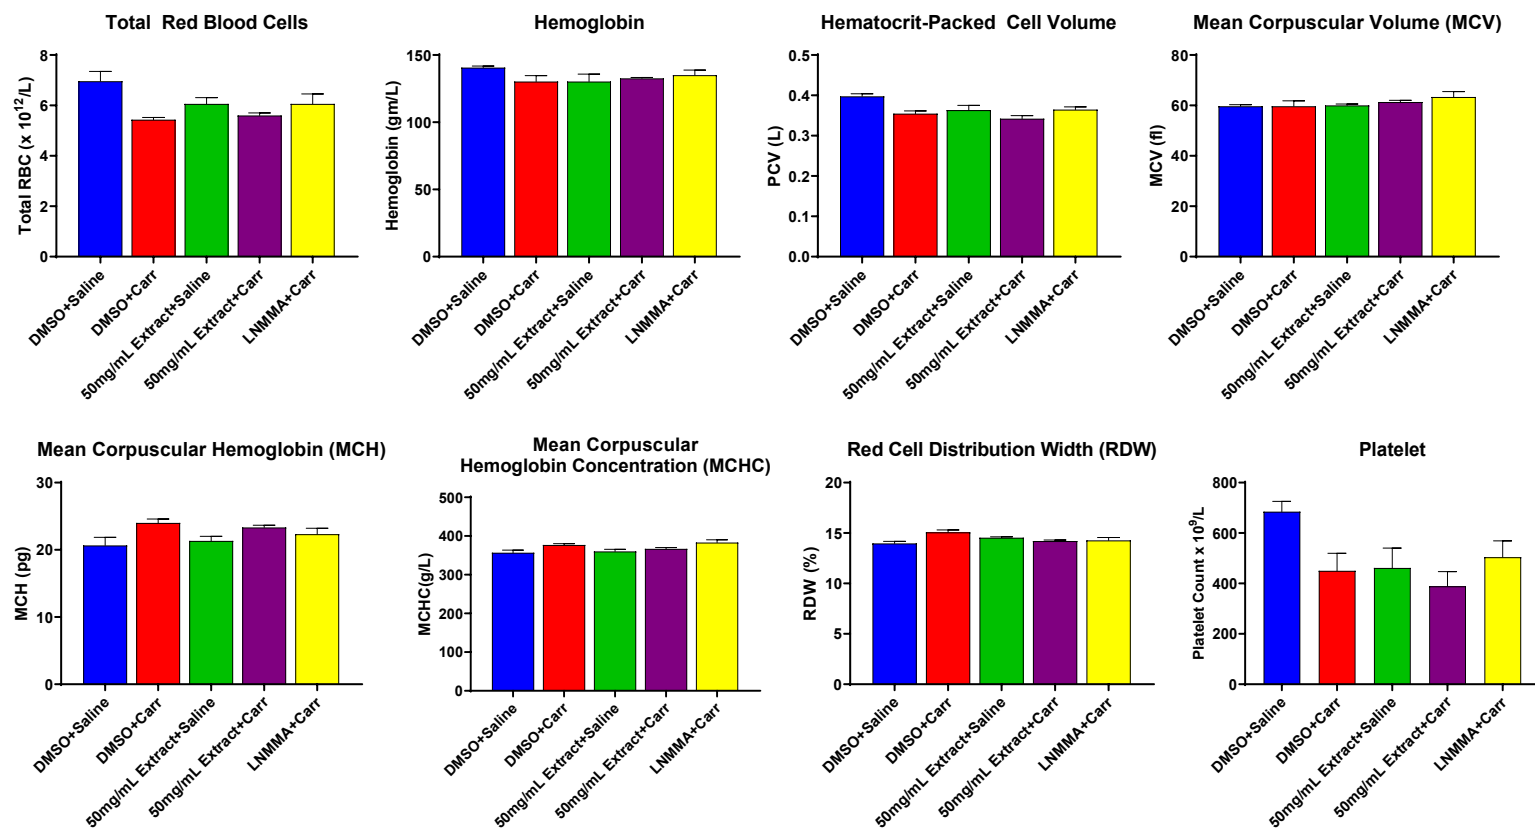 Total  Red Blood Cells
Total RBC (x 10^12/L)
8
6
4
2
0
DMSO+Saline
DMSO+Carr
50mg/mL Extract+Saline
50mg/mL Extract+Carr
LNMMA+Carr
Hemoglobin
Hemoglobin (gm/L)
150
100
50
0
DMSO+Saline
DMSO+Carr
50mg/mL Extract+Saline
50mg/mL Extract+Carr
LNMMA+Carr
Hematocrit-Packed  Cell Volume
PCV (L)
0.5
0.4
0.3
0.2
0.1
0.0
DMSO+Saline
DMSO+Carr
50mg/mL Extract+Saline
50mg/mL Extract+Carr
LNMMA+Carr
Mean Corpuscular Volume (MCV)
MCV (fl)
80
60
40
20
0
DMSO+Saline
DMSO+Carr
50mg/mL Extract+Saline
50mg/mL Extract+Carr
LNMMA+Carr
Mean Corpuscular Hemoglobin (MCH)
MCH (pg)
30
20
10
0
DMSO+Saline
DMSO+Carr
50mg/mL Extract+Saline
50mg/mL Extract+Carr
LNMMA+Carr
Mean Corpuscular
Hemoglobin Concentration (MCHC)
MCHC(g/L)
500
400
300
200
100
0
DMSO+Saline
DMSO+Carr
50mg/mL Extract+Saline
50mg/mL Extract+Carr
LNMMA+Carr
Red Cell Distribution Width (RDW)
RDW (%)
20
15
10
5
0
DMSO+Saline
DMSO+Carr
50mg/mL Extract+Saline
50mg/mL Extract+Carr
LNMMA+Carr
Platelet
Platelet Count x 10^9/L
800
600
400
200
0
DMSO+Saline
DMSO+Carr
50mg/mL Extract+Saline
50mg/mL Extract+Carr
LNMMA+Carr